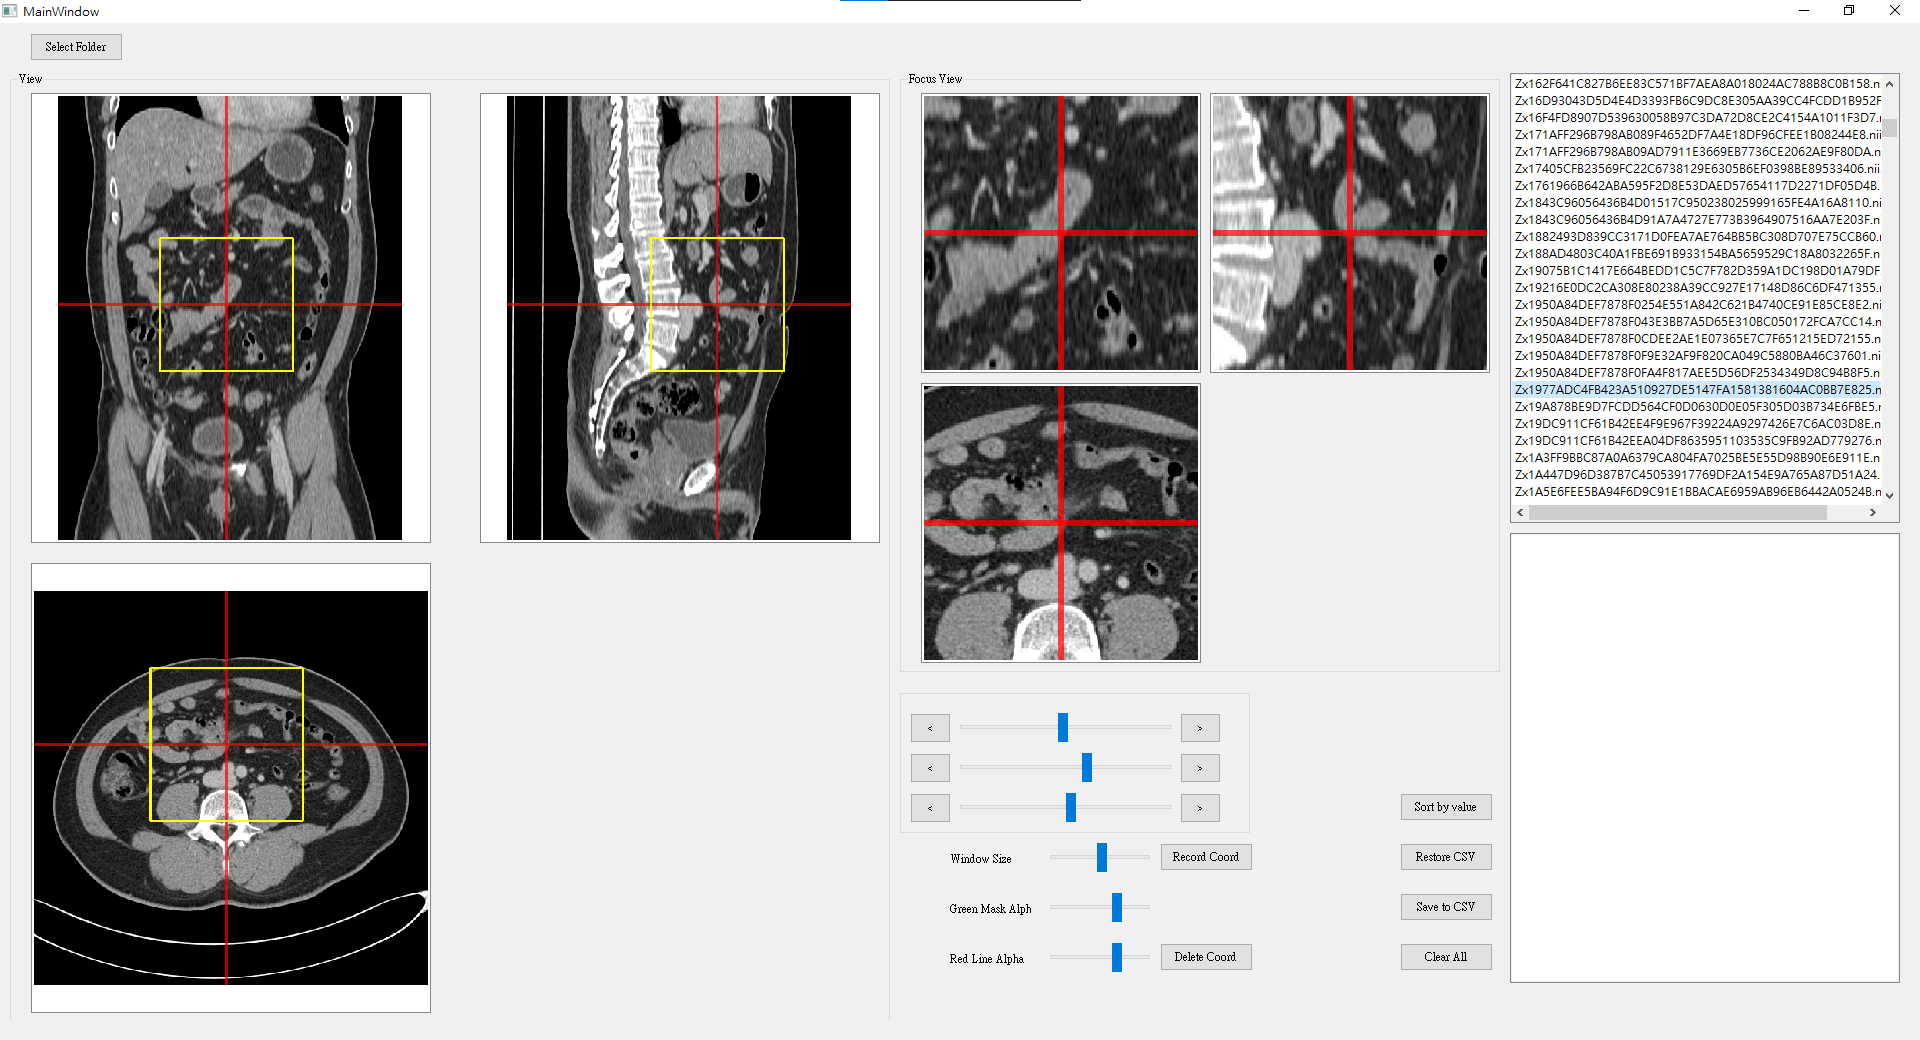 MainWindow
Select Folder
View
Focus View
Zx162F641C827B6EE83C571BF7AEA8A018024AC788B8C0B158.n
Zx16D93043D5D4E4D3393FB6C9DC8E305AA39CC4FCDD1B952F
Zx16F4FD8907D539630058B97C3DA72D8CE2C4154A1011F3D7.
Zx171AFF296B798AB089F4652DF7A4E18DF96CFEE1B08244E8.nii
Zx171AFF296B798AB09AD7911E3669EB7736CE2062AE9F80DA.n
Zx17405CFB23569FC22C6738129E6305B6EF0398BE89533406.nii
Zx1761966B642ABA595F2D8E53DAED57654117D2271DF05D4B.
Zx1843C96056436B4D01517C950238025999165FE4A16A8110.ni
Zx1843C96056436B4D91A7A4727E773B3964907516AA7E203F.n
Zx1882493D839CC3171D0FEA7AE764BB5BC308D707E75CCB60.
Zx188AD4803C40A1FBE691B933154BA5659529C18A8032265F.n
Zx19075B1C1417E664BEDD1C5C7F782D359A1DC198D01A79DF
Zx19216E0DC2CA308E80238A39CC927E17148D86C6DF471355.n
Zx1950A84DEF7878F0254E551A842C621B4740CE91E85CE8E2.ni
Zx1950A84DEF7878F043E3BB7A5D65E310BC050172FCA7CC14.n
Zx1950A84DEF7878F0CDEE2AE1E07365E7C7F651215ED72155.n
Zx1950A84DEF7878F0F9E32AF9F820CA049C5880BA46C37601.ni
Zx1950A84DEF7878F0FA4F817AEE5D56DF2534349D8C94B8F5.n
Zx1977ADC4FB423A510927DE5147FA1581381604AC0BB7E825.n
Zx19A878BE9D7FCDD564CF0D0630D0E05F305D03B734E6FBE5.
Zx19DC911CF61B42EE4F9E967F39224A9297426E7C6AC03D8E.n
Zx19DC911CF61B42EEA04DF8635951103535C9FB92AD779276.n
Zx1A3FF9BBC87A0A6379CA804FA7025BE5E55D98B90E6E911E.n
Zx1A447D96D387B7C45053917769DF2A154E9A765A87D51A24.
Zx1A5E6FEE5BA94F6D9C91E1BBACAE6959AB96EB6442A0524B.n
< >
< >
< >
Sort by value
Window Size
Record Coord
Restore CSV
Green Mask Alph
Save to CSV
Red Line Alpha
Delete Coord
Clear All